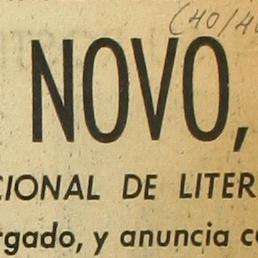 (40/4
NOVO,
CIONAL DE LITER
rgado, y anuncia c